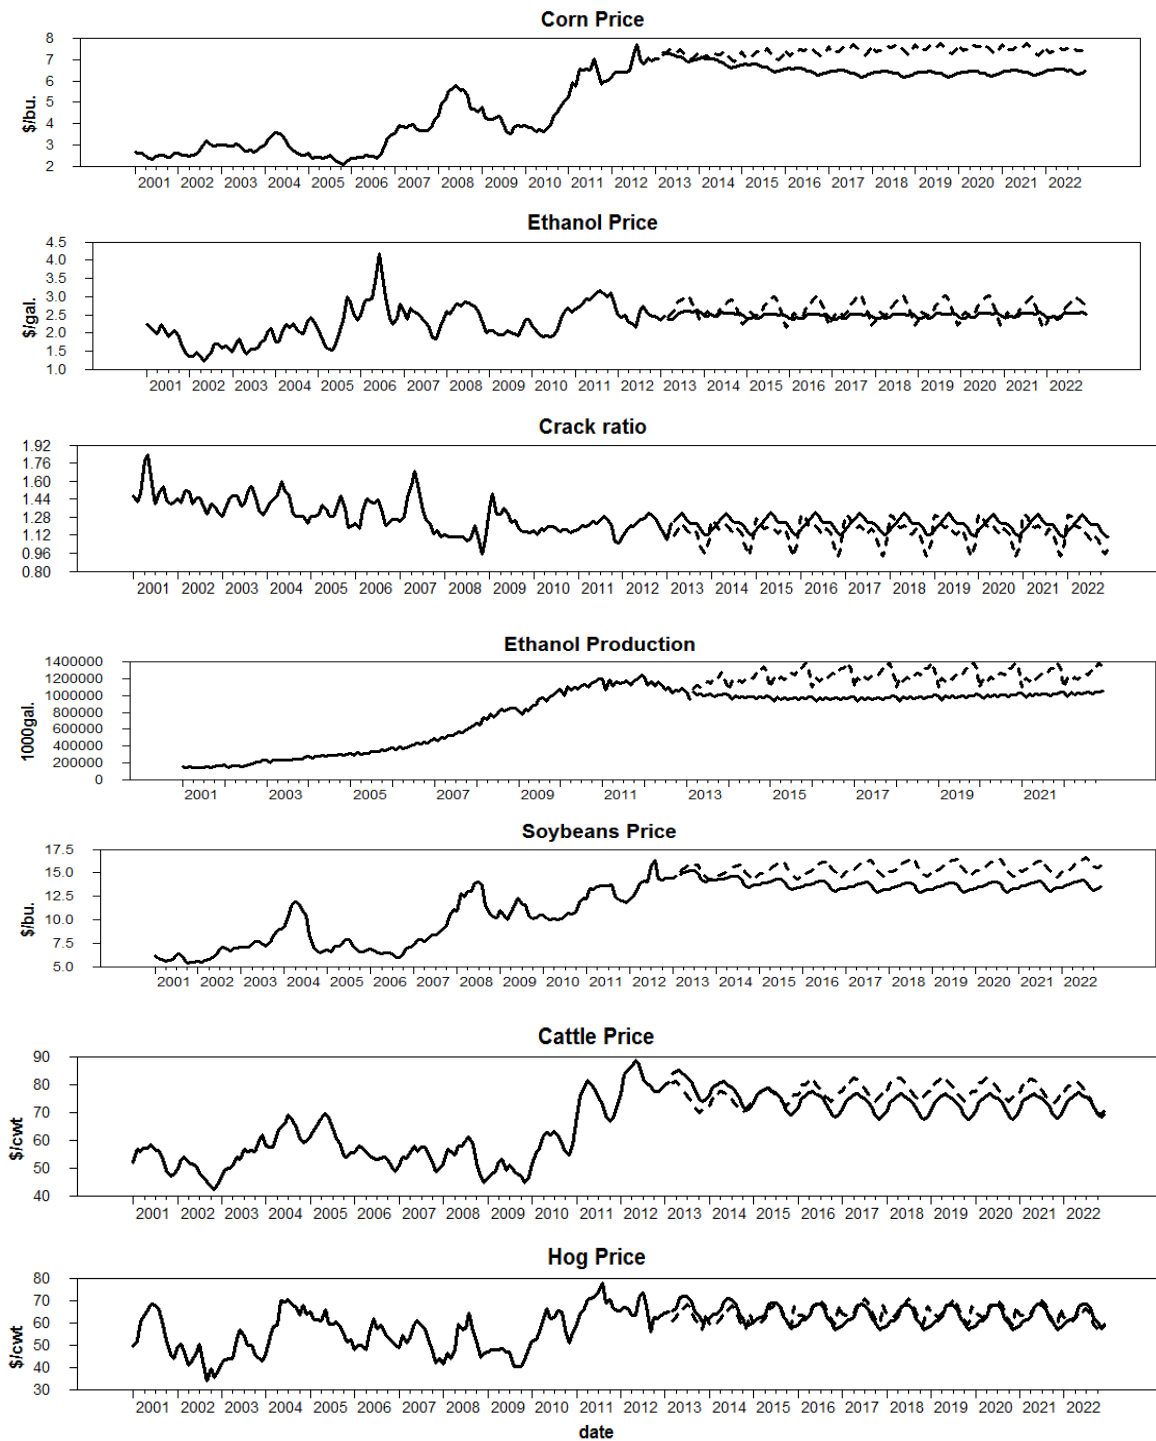 Corn Price
8
7
6
5
4
3
2
$/bu.
2001 2002 2003 2004 2005 2006 2007 2008 2009 2010 2011 2012 2013 2014 2015 2016 2017 2018 2019 2020 2021 2022
Ethanol Price
4.5
4.0
3.5
3.0
2.5
2.0
1.5
1.0
$/gal.
2001 2002 2003 2004 2005 2006 2007 2008 2009 2010 2011 2012 2013 2014 2015 2016 2017 2018 2019 2020 2021 2022
Crack ratio
1.92
1.76
1.60
1.44
1.28
1.12
0.96
0.80
2001 2002 2003 2004 2005 2006 2007 2008 2009 2010 2011 2012 2013 2014 2015 2016 2017 2018 2019 2020 2021 2022
Ethanol Production
1400000
1200000
1000000
800000
600000
400000
200000
0
1000gal.
2001 2003 2005 2007 2009 2011 2013 2015 2017 2019 2021
Soybeans Price
17.5
15.0
12.5
10.0
7.5
5.0
$/bu.
2001 2002 2003 2004 2005 2006 2007 2008 2009 2010 2011 2012 2013 2014 2015 2016 2017 2018 2019 2020 2021 2022
Cattle Price
90
80
70
60
50
40
$/cwt
2001 2002 2003 2004 2005 2006 2007 2008 2009 2010 2011 2012 2013 2014 2015 2016 2017 2018 2019 2020 2021 2022
Hog Price
80
70
60
50
40
30
$/cwt
2001 2002 2003 2004 2005 2006 2007 2008 2009 2010 2011 2012 2013 2014 2015 2016 2017 2018 2019 2020 2021 2022
date